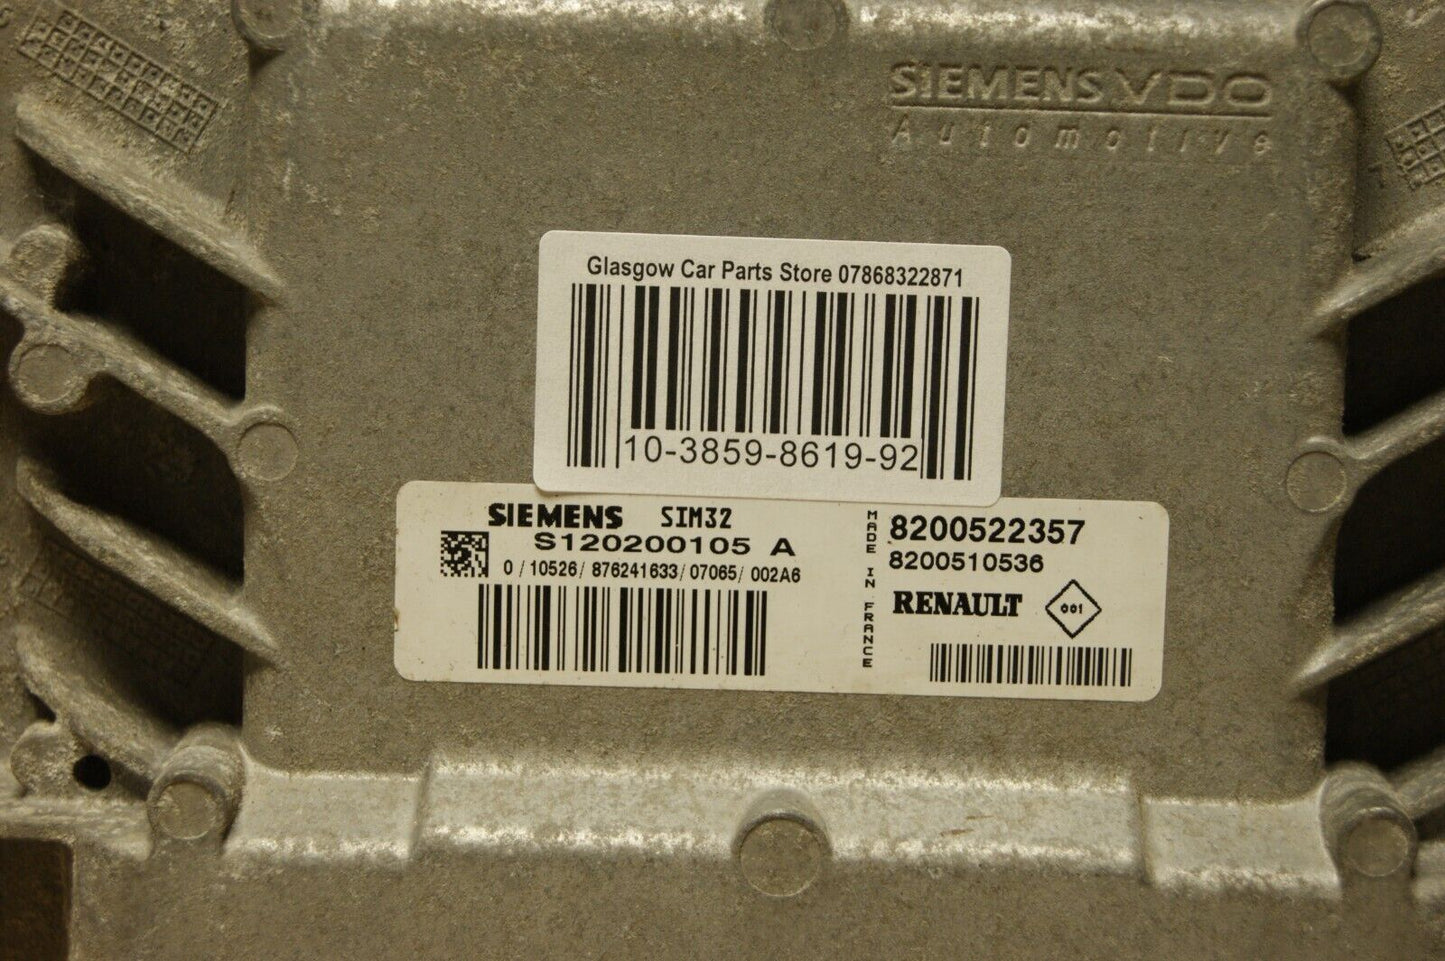 SIEMENS VDO
Automotive
Glasgow Car Parts Store 07868322871
10-3859-8619-92
SIEMENS SIM32
S120200105 A
0/10526/876241633/07065/002A6
MADE IN FRANCE
8200522357
8200510536
RENAULT 001